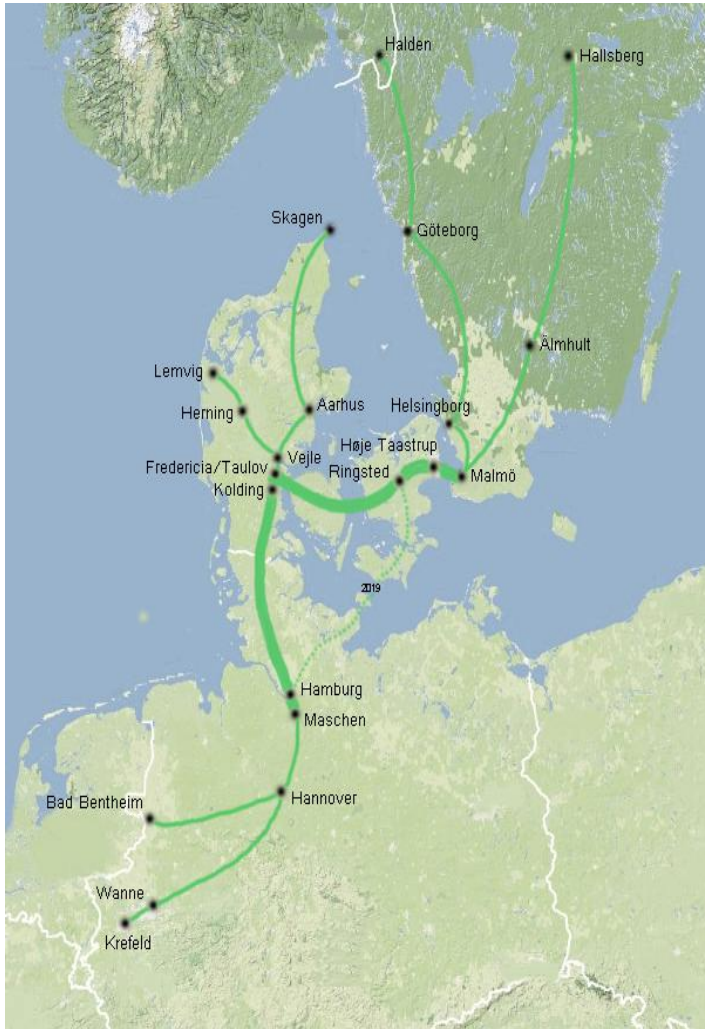 Halden
Hallsberg
Skagen
Göteborg
Älmhult
Lemvig
Herning
Aarhus
Helsingborg
Høje Taastrup
Vejle
Fredericia/Taulov
Ringsted
Malmö
Kolding
2019
Hamburg
Maschen
Hannover
Bad Bentheim
Wanne
Krefeld